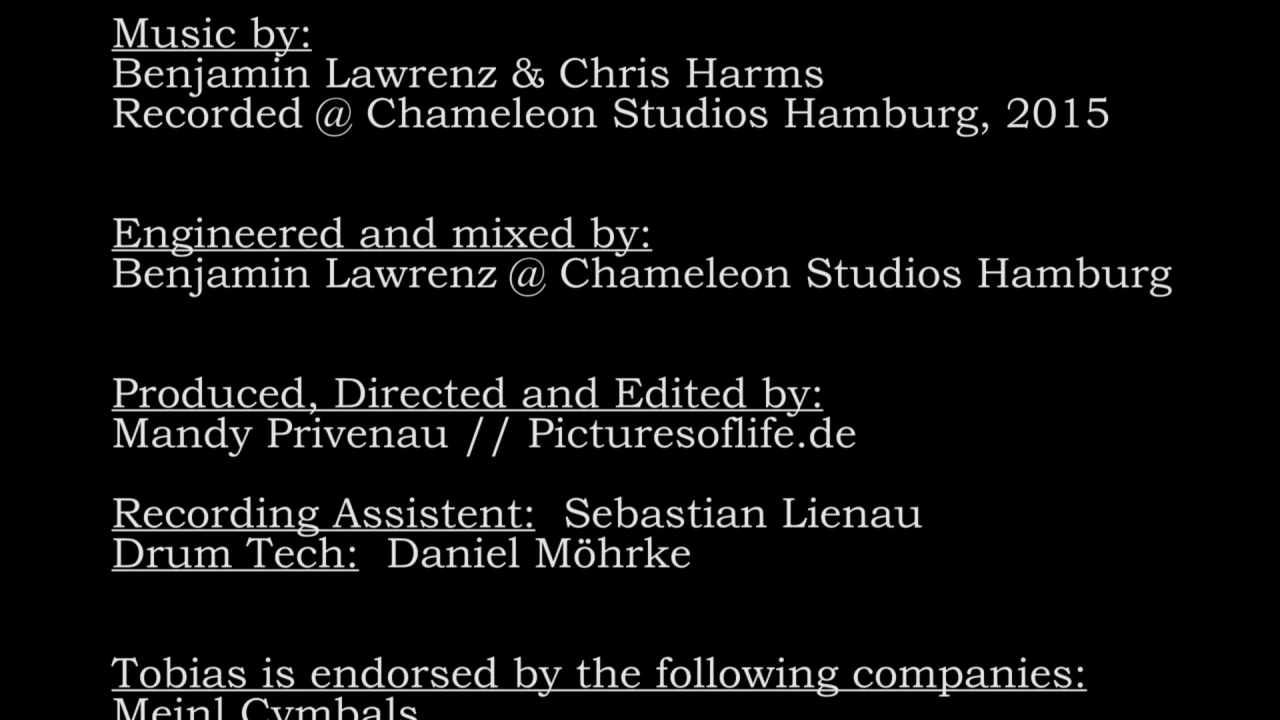 Music by:
Benjamin Lawrenz & Chris Harms
Recorded @ Chameleon Studios Hamburg, 2015
Engineered and mixed by:
Benjamin Lawrenz @ Chameleon Studios Hamburg
Produced, Directed and Edited by:
Mandy Privenau // Picturesoflife.de
Recording Assistent: Sebastian Lienau
Drum Tech: Daniel Möhrke
Tobias is endorsed by the following companies:
Meinl Cymbals